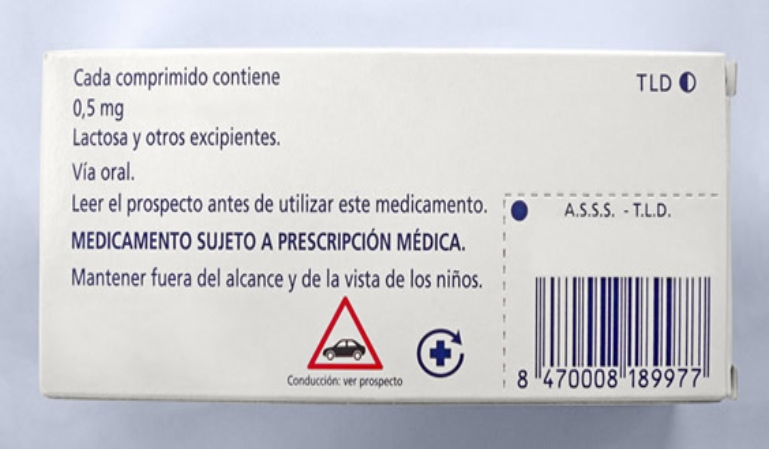 Cada comprimido contiene
TLD
0,5 mg
Lactosa y otros excipientes.
Vía oral.
Leer el prospecto antes de utilizar este medicamento.
MEDICAMENTO SUJETO A PRESCRIPCIÓN MÉDICA.
Mantener fuera del alcance y de la vista de los niños.
Conducción: ver prospecto
A.S.S.S. - T.L.D.
8 470008 189977